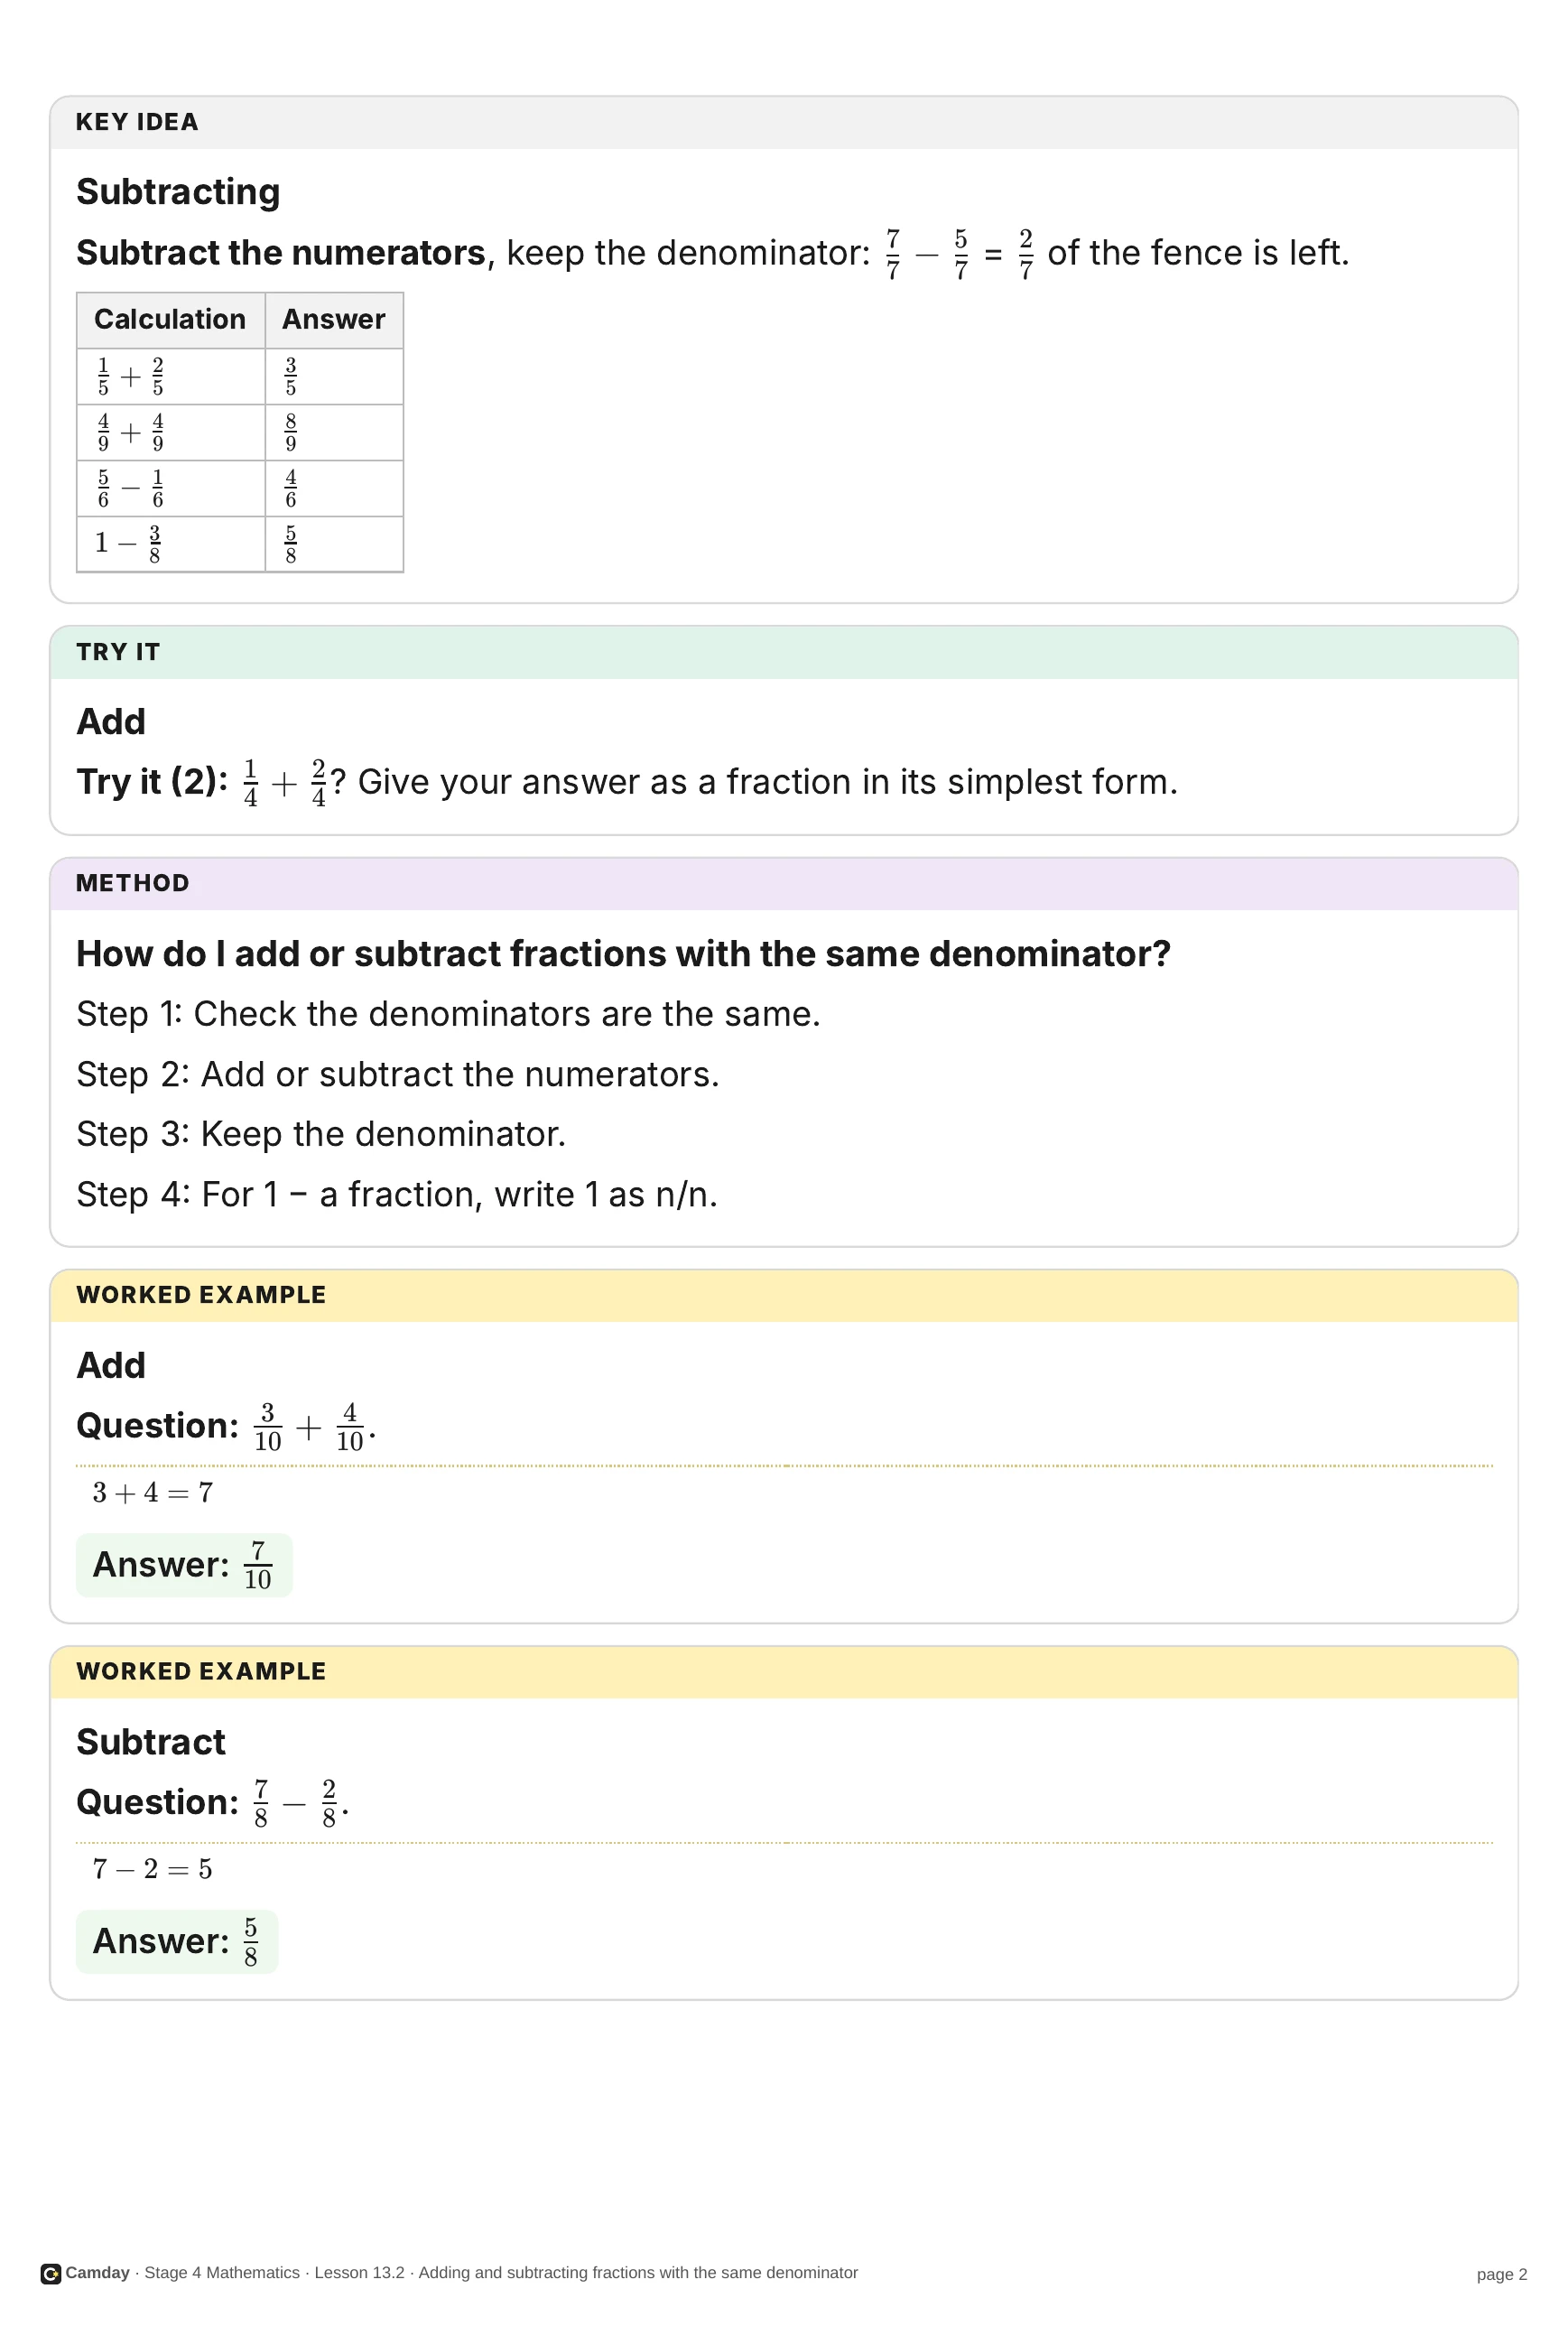 KEY IDEA
Subtracting
Subtract the numerators, keep the denominator: 7/7 − 5/7 = 2/7 of the fence is left.
Calculation Answer
1/5 + 2/5 3/5
4/9 + 4/9 8/9
5/6 − 1/6 4/6
1 − 3/8 5/8
TRY IT
Add
Try it (2): 1/4 + 2/4? Give your answer as a fraction in its simplest form.
METHOD
How do I add or subtract fractions with the same denominator?
Step 1: Check the denominators are the same.
Step 2: Add or subtract the numerators.
Step 3: Keep the denominator.
Step 4: For 1 − a fraction, write 1 as n/n.
WORKED EXAMPLE
Add
Question: 3/10 + 4/10.
3 + 4 = 7
Answer: 7/10
WORKED EXAMPLE
Subtract
Question: 7/8 − 2/8.
7 − 2 = 5
Answer: 5/8
Camday · Stage 4 Mathematics · Lesson 13.2 · Adding and subtracting fractions with the same denominator page 2